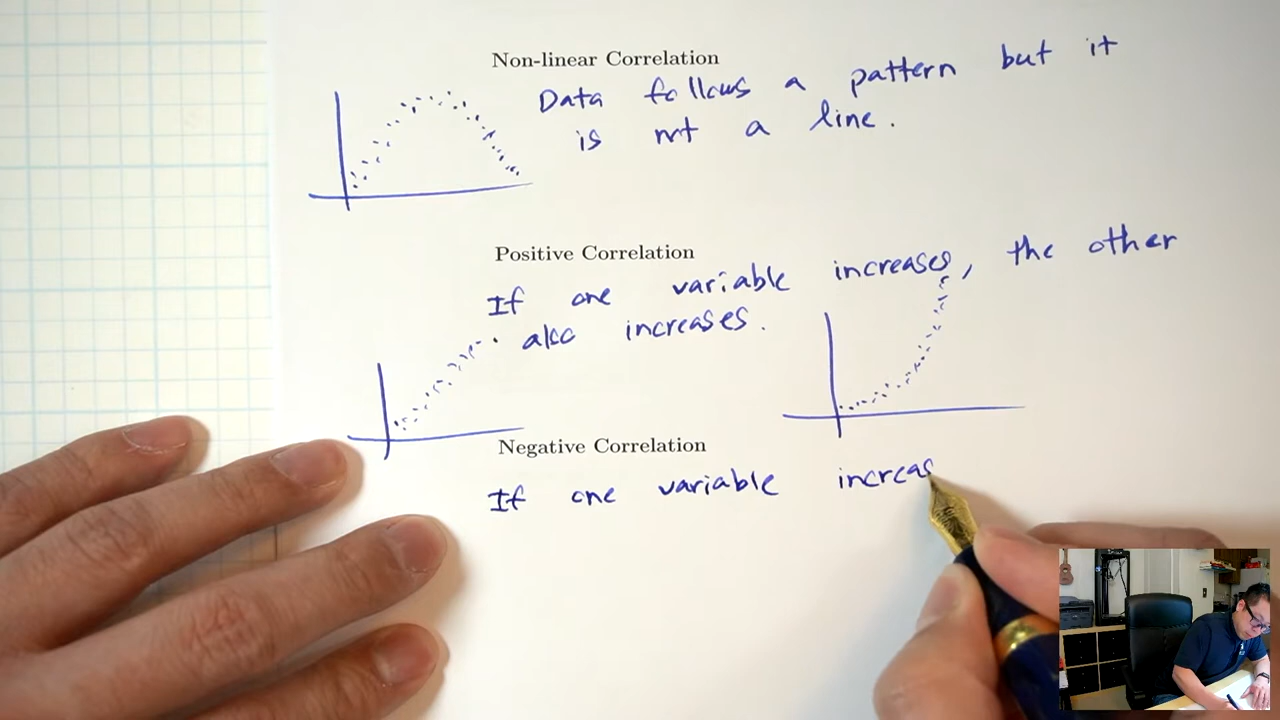 Non-linear Correlation
Data follows a pattern but it
is not a line.
Positive Correlation
If one variable increases, the other
also increases.
Negative Correlation
If one variable increas